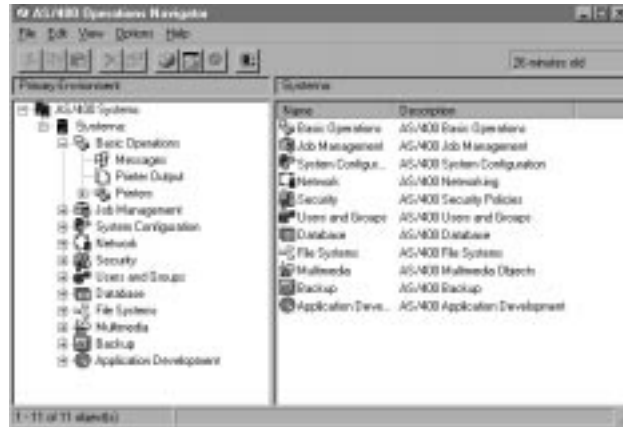 AS/400 Operations Navigator
File Edit View Options Help
26 minutes old
Primary Environment
Systema:
AS/400 Systems
Systema:
Basic Operations
Messages
Printer Output
Printers
Job Management
System Configuration
Network
Security
Users and Groups
Database
File Systems
Multimedia
Backup
Application Development
Name Description
Basic Operations AS/400 Basic Operations
Job Management AS/400 Job Management
System Configur... AS/400 System Configuration
Network AS/400 Networking
Security AS/400 Security Policies
Users and Groups AS/400 Users and Groups
Database AS/400 Database
File Systems AS/400 File Systems
Multimedia AS/400 Multimedia Objects
Backup AS/400 Backup
Application Deve... AS/400 Application Development
1 - 11 of 11 object(s)